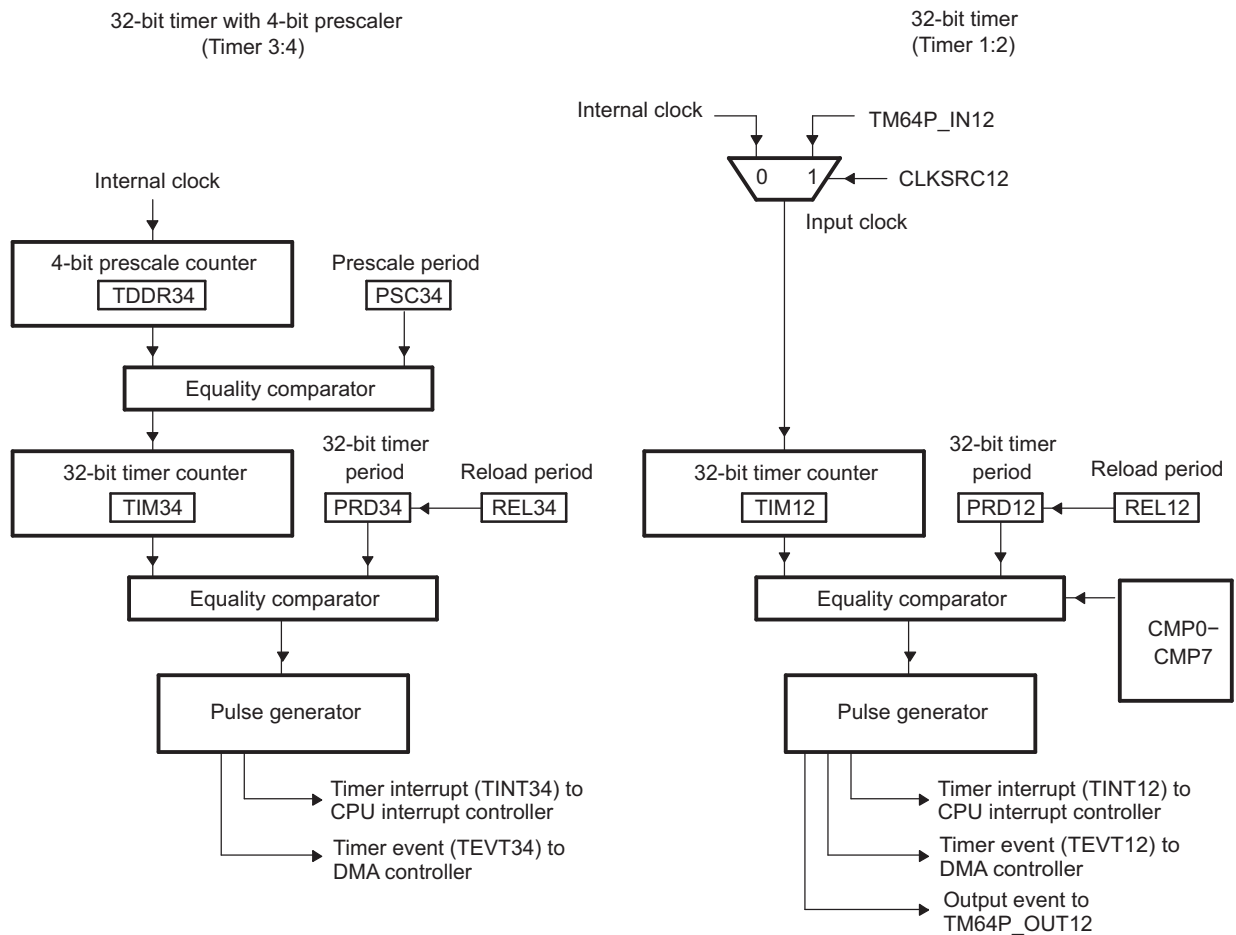 32-bit timer with 4-bit prescaler
(Timer 3:4)
Internal clock
4-bit prescale counter
TDDR34
Prescale period
PSC34
Equality comparator
32-bit timer counter
TIM34
32-bit timer
period
PRD34
Reload period
REL34
Equality comparator
Pulse generator
Timer interrupt (TINT34) to
CPU interrupt controller
Timer event (TEVT34) to
DMA controller
32-bit timer
(Timer 1:2)
Internal clock
TM64P_IN12
0 1
CLKSRC12
Input clock
32-bit timer counter
TIM12
32-bit timer
period
PRD12
Reload period
REL12
Equality comparator
CMP0−
CMP7
Pulse generator
Timer interrupt (TINT12) to
CPU interrupt controller
Timer event (TEVT12) to
DMA controller
Output event to
TM64P_OUT12